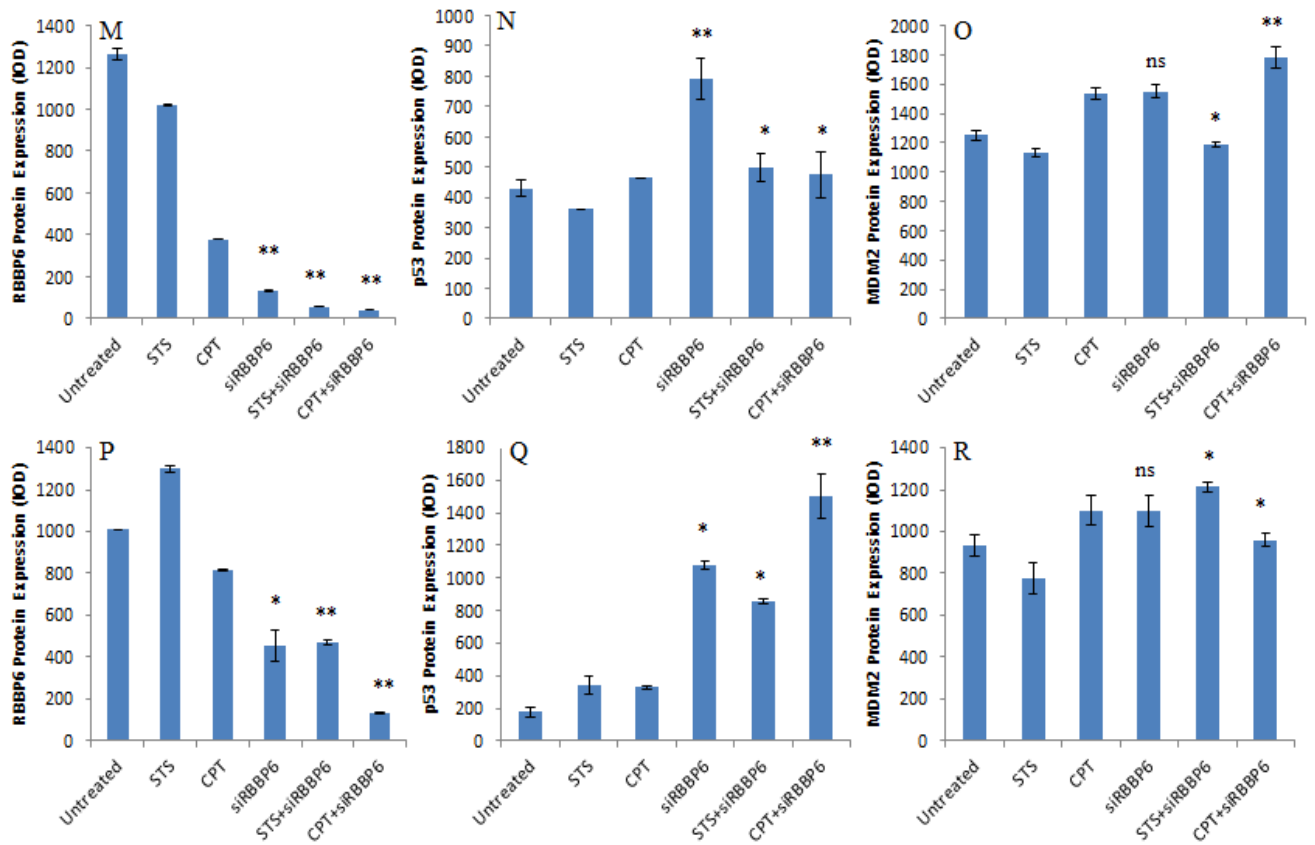 M
RBBP6 Protein Expression (IOD)
1400
1200
1000
800
600
400
200
0
**
**
**
Untreated
STS
CPT
siRBBP6
STS+siRBBP6
CPT+siRBBP6
N
p53 Protein Expression (IOD)
1000
900
800
700
600
500
400
300
200
100
0
**
*
*
Untreated
STS
CPT
siRBBP6
STS+siRBBP6
CPT+siRBBP6
O
MDM2 Protein Expression (IOD)
2000
1800
1600
1400
1200
1000
800
600
400
200
0
ns
*
**
Untreated
STS
CPT
siRBBP6
STS+siRBBP6
CPT+siRBBP6
P
RBBP6 Protein Expression (IOD)
1400
1200
1000
800
600
400
200
0
*
**
**
Untreated
STS
CPT
siRBBP6
STS+siRBBP6
CPT+siRBBP6
Q
p53 Protein Expression (IOD)
1800
1600
1400
1200
1000
800
600
400
200
0
*
*
**
Untreated
STS
CPT
siRBBP6
STS+siRBBP6
CPT+siRBBP6
R
MDM2 Protein Expression (IOD)
1400
1200
1000
800
600
400
200
0
ns
*
*
Untreated
STS
CPT
siRBBP6
STS+siRBBP6
CPT+siRBBP6